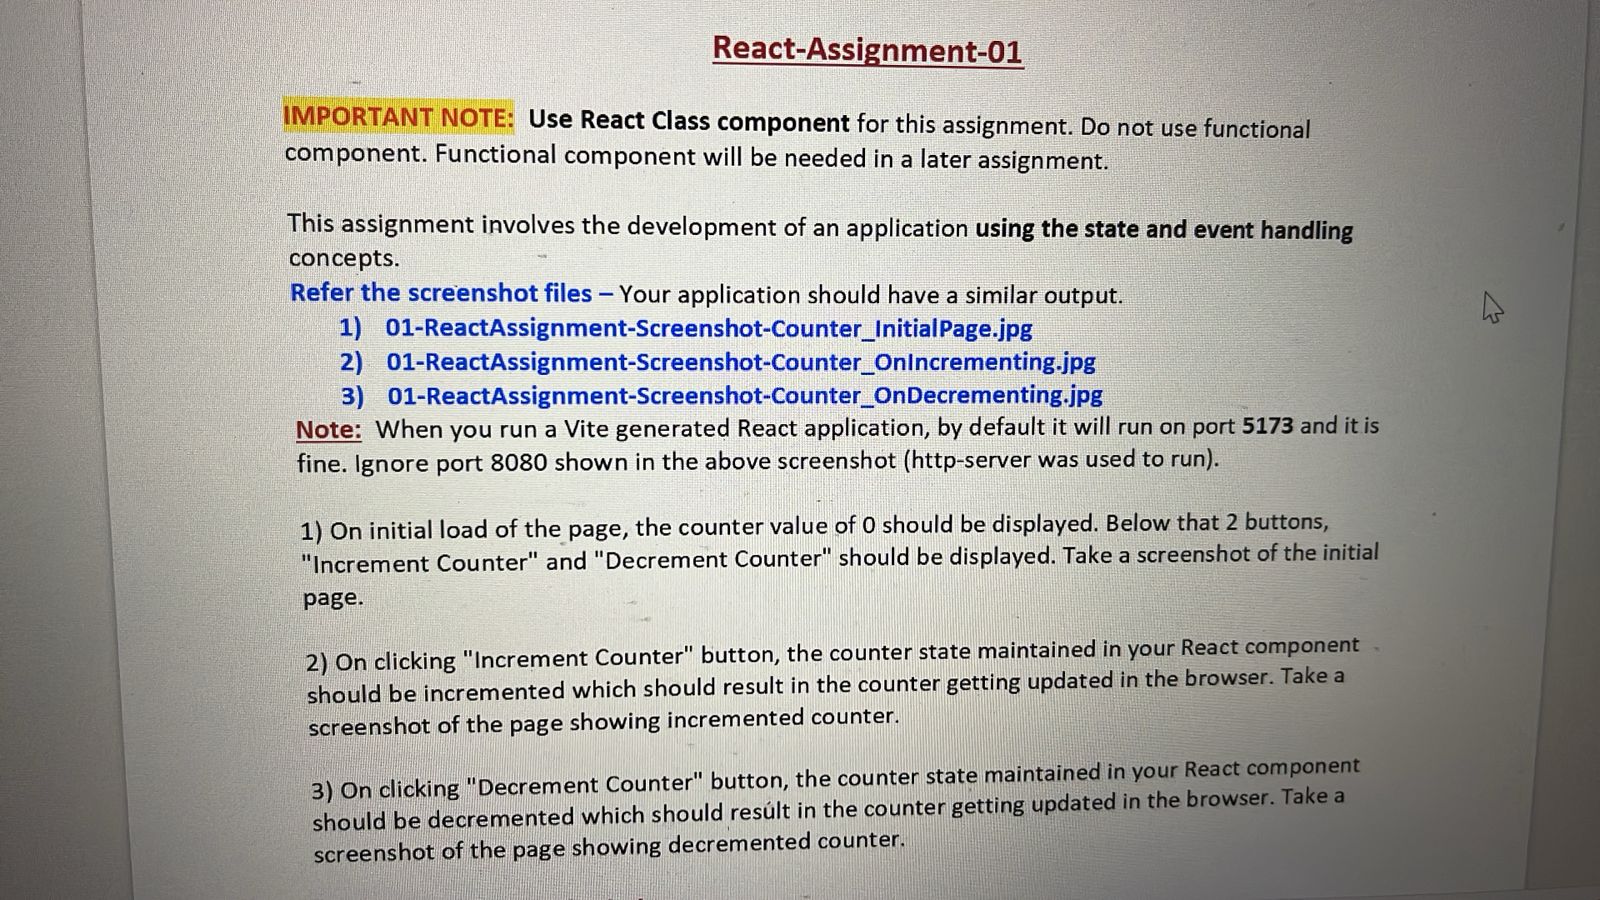 React-Assignment-01
IMPORTANT NOTE: Use React Class component for this assignment. Do not use functional
component. Functional component will be needed in a later assignment.
This assignment involves the development of an application using the state and event handling
concepts.
Refer the screenshot files – Your application should have a similar output.
1) 01-ReactAssignment-Screenshot-Counter_InitialPage.jpg
2) 01-ReactAssignment-Screenshot-Counter_OnIncrementing.jpg
3) 01-ReactAssignment-Screenshot-Counter_OnDecrementing.jpg
Note: When you run a Vite generated React application, by default it will run on port 5173 and it is
fine. Ignore port 8080 shown in the above screenshot (http-server was used to run).
1) On initial load of the page, the counter value of 0 should be displayed. Below that 2 buttons,
"Increment Counter" and "Decrement Counter" should be displayed. Take a screenshot of the initial
page.
2) On clicking "Increment Counter" button, the counter state maintained in your React component
should be incremented which should result in the counter getting updated in the browser. Take a
screenshot of the page showing incremented counter.
3) On clicking "Decrement Counter" button, the counter state maintained in your React component
should be decremented which should result in the counter getting updated in the browser. Take a
screenshot of the page showing decremented counter.